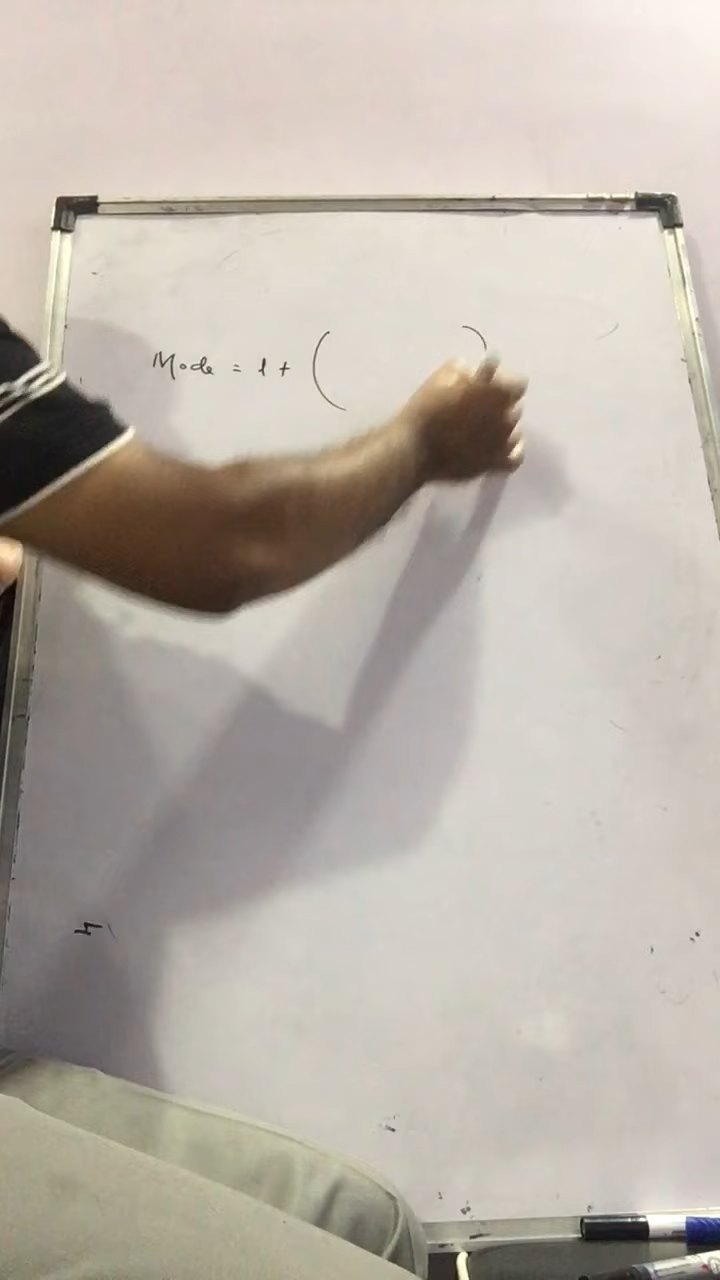 Mode = l + ( )